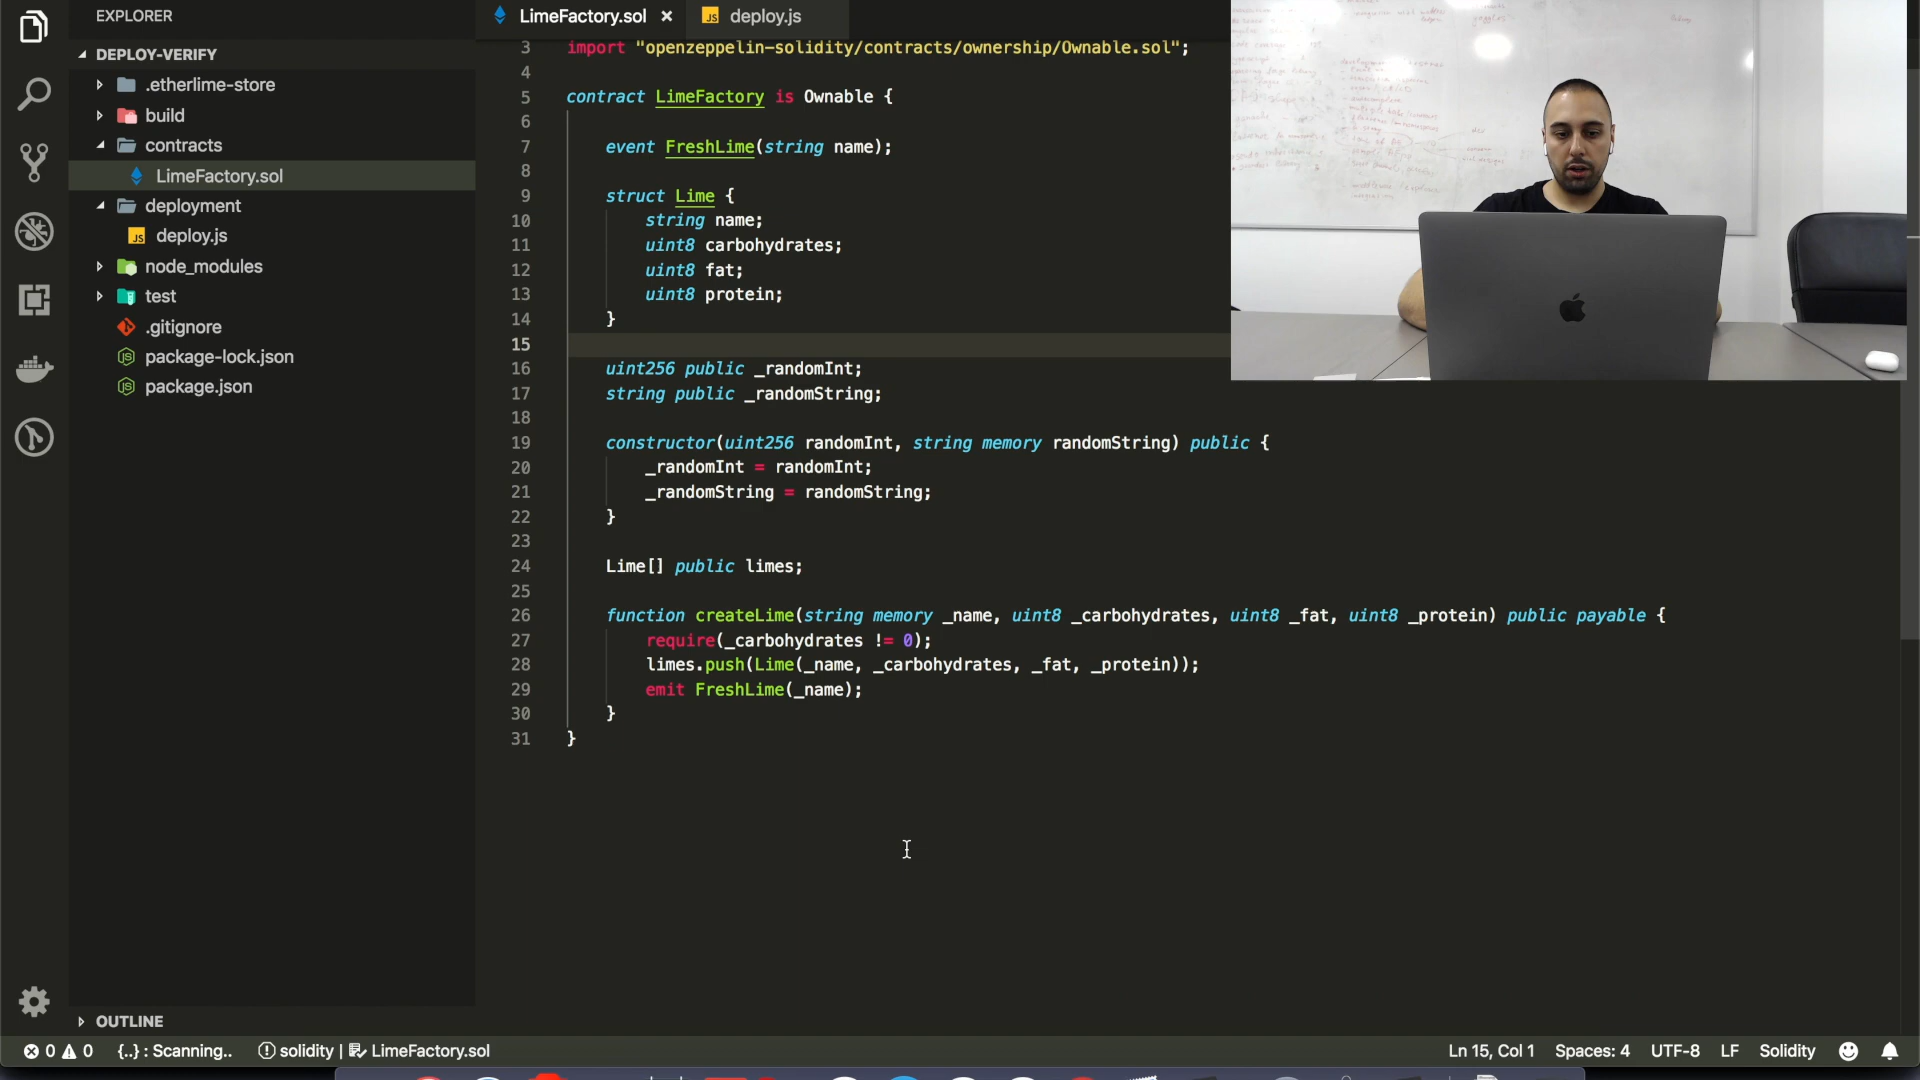 EXPLORER
DEPLOY-VERIFY
.etherlime-store
build
contracts
LimeFactory.sol
deployment
deploy.js
node_modules
test
.gitignore
package-lock.json
package.json
OUTLINE
LimeFactory.sol × deploy.js
3 import "openzeppelin-solidity/contracts/ownership/Ownable.sol";
4
5 contract LimeFactory is Ownable {
6
7 event FreshLime(string name);
8
9 struct Lime {
10 string name;
11 uint8 carbohydrates;
12 uint8 fat;
13 uint8 protein;
14 }
15
16 uint256 public _randomInt;
17 string public _randomString;
18
19 constructor(uint256 randomInt, string memory randomString) public {
20 _randomInt = randomInt;
21 _randomString = randomString;
22 }
23
24 Lime[] public limes;
25
26 function createLime(string memory _name, uint8 _carbohydrates, uint8 _fat, uint8 _protein) public payable {
27 require(_carbohydrates != 0);
28 limes.push(Lime(_name, _carbohydrates, _fat, _protein));
29 emit FreshLime(_name);
30 }
31 }
0 0 {..} : Scanning.. solidity | LimeFactory.sol Ln 15, Col 1 Spaces: 4 UTF-8 LF Solidity